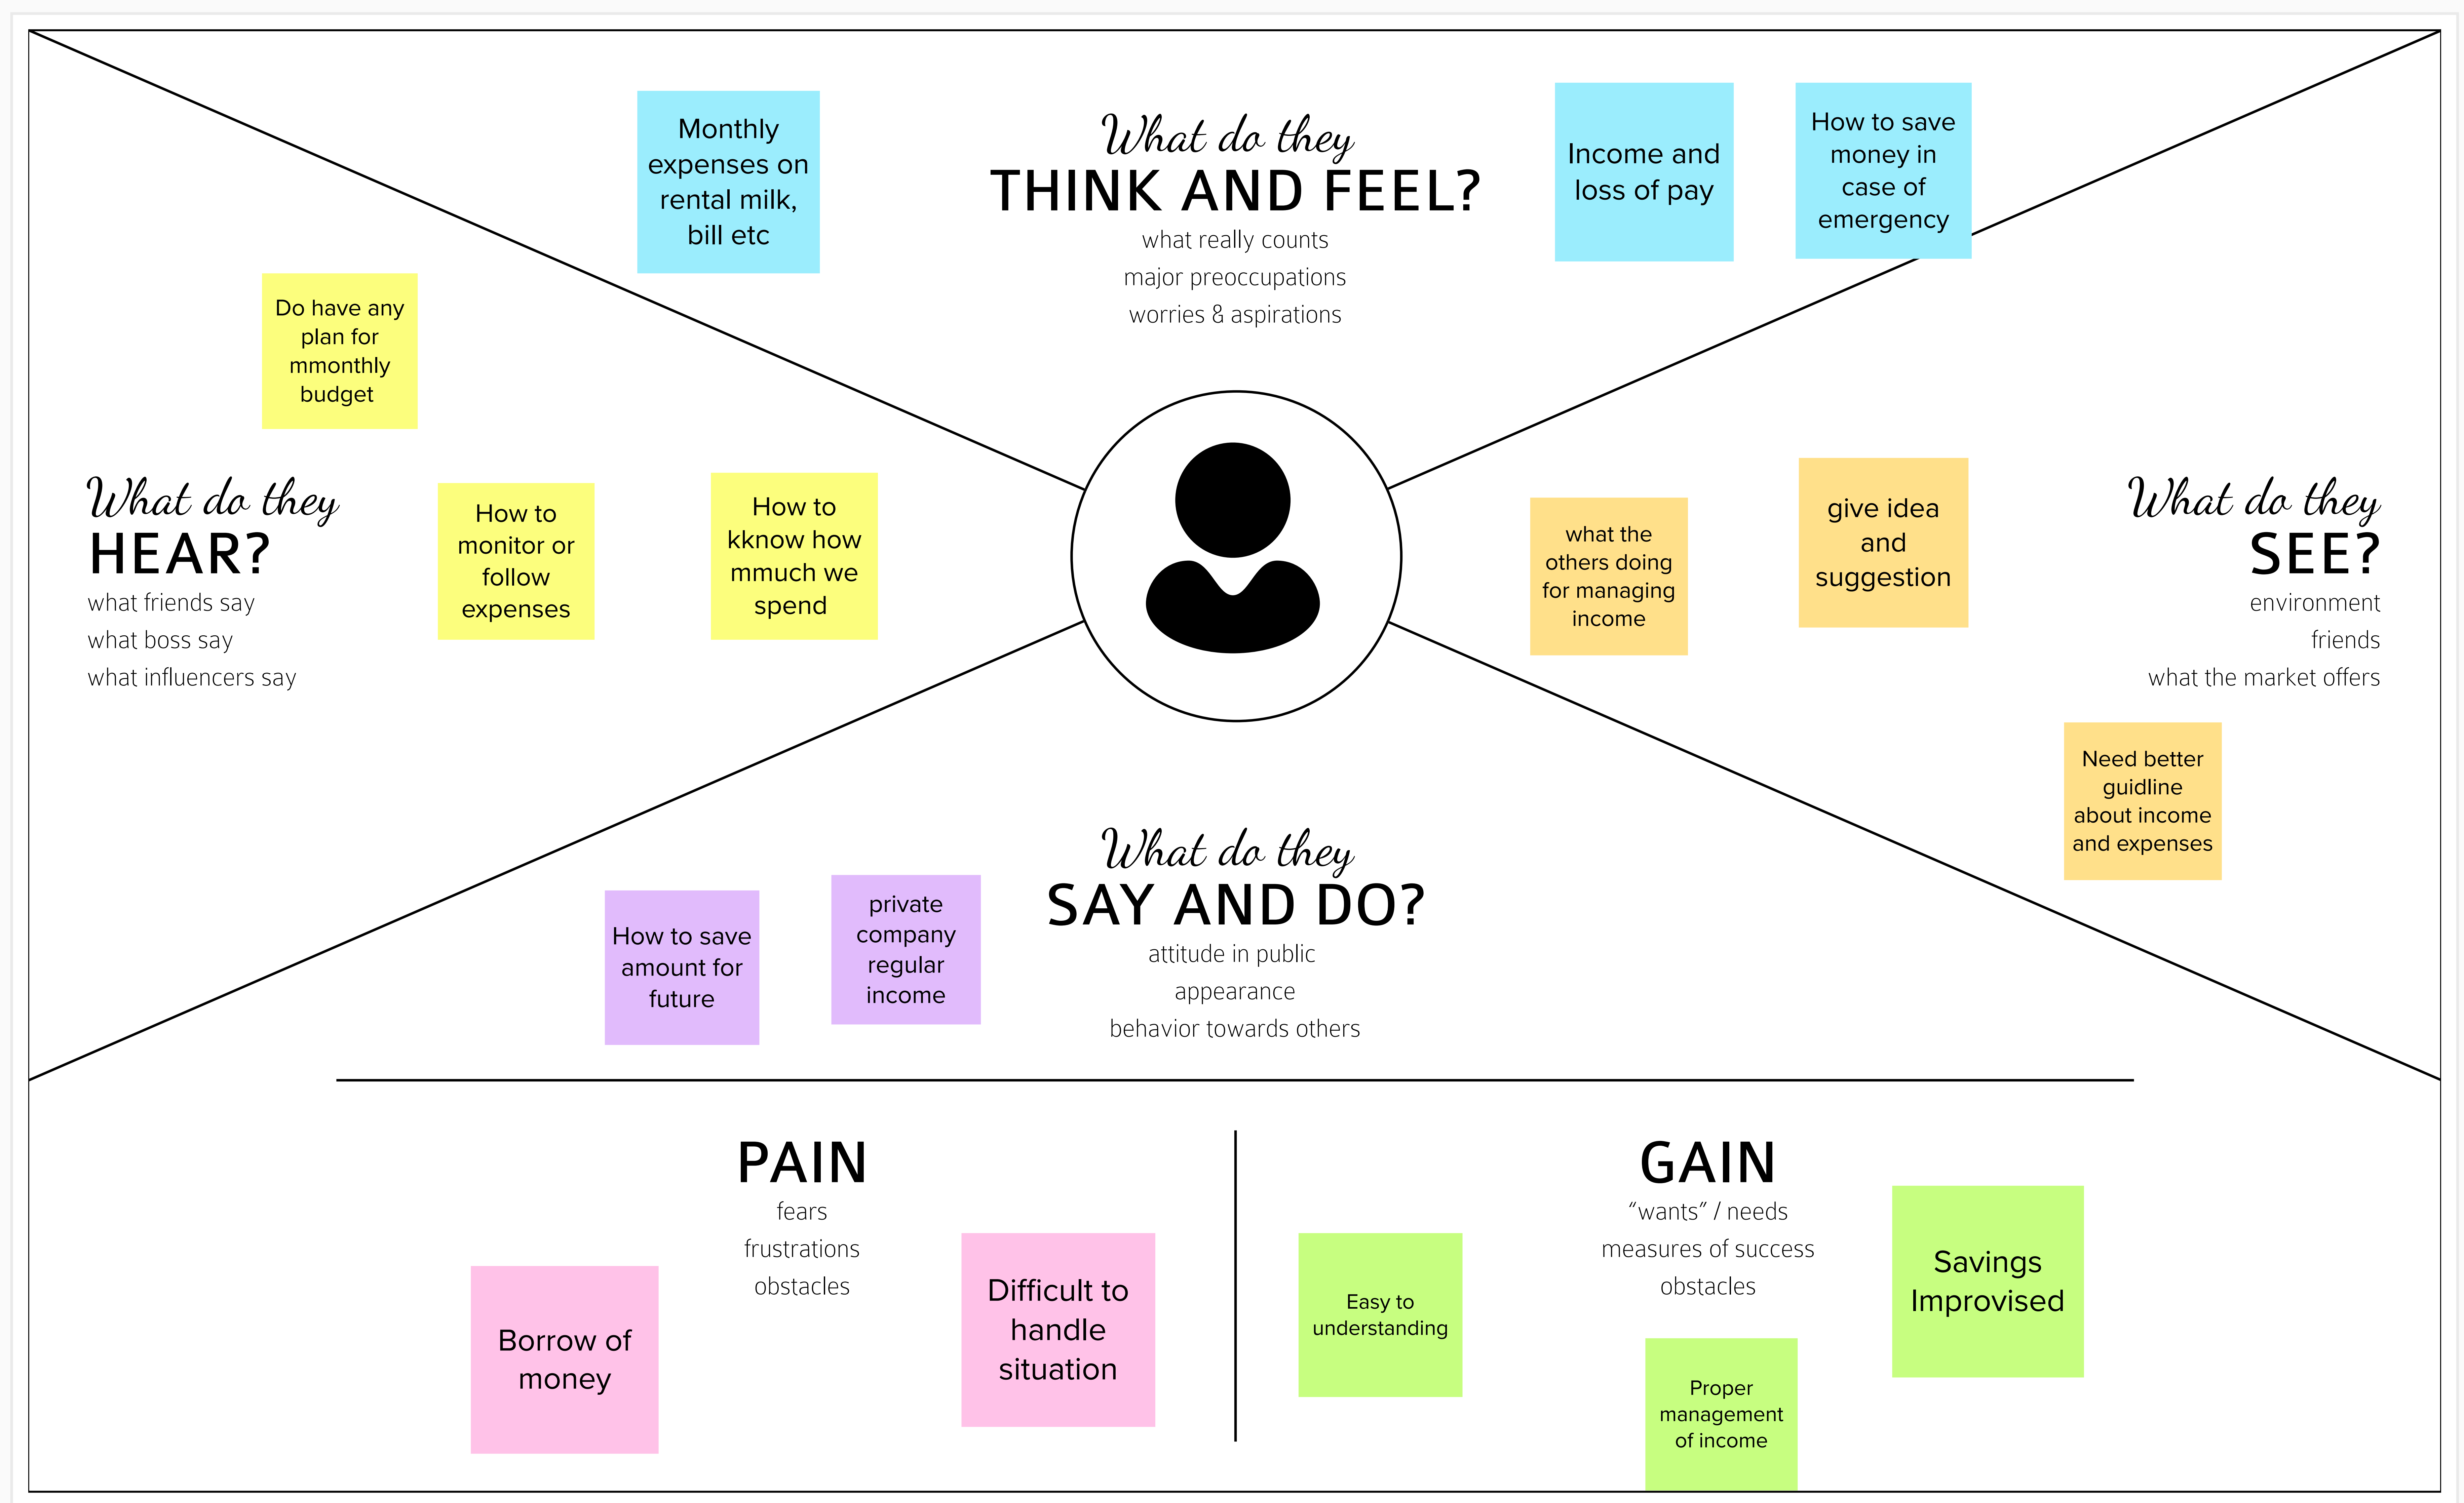 Monthly
expenses on
rental milk,
bill etc
What do they
THINK AND FEEL?
what really counts
major preoccupations
worries & aspirations
Income and
loss of pay
How to save
money in
case of
emergency
Do have any
plan for
mmonthly
budget
What do they
HEAR?
what friends say
what boss say
what influencers say
How to
monitor or
follow
expenses
How to
kknow how
mmuch we
spend
what the
others doing
for managing
income
give idea
and
suggestion
What do they
SEE?
environment
friends
what the market offers
Need better
guidline
about income
and expenses
How to save
amount for
future
private
company
regular
income
What do they
SAY AND DO?
attitude in public
appearance
behavior towards others
PAIN
fears
frustrations
obstacles
Borrow of
money
Difficult to
handle
situation
GAIN
“wants” / needs
measures of success
obstacles
Easy to
understanding
Proper
management
of income
Savings
Improvised